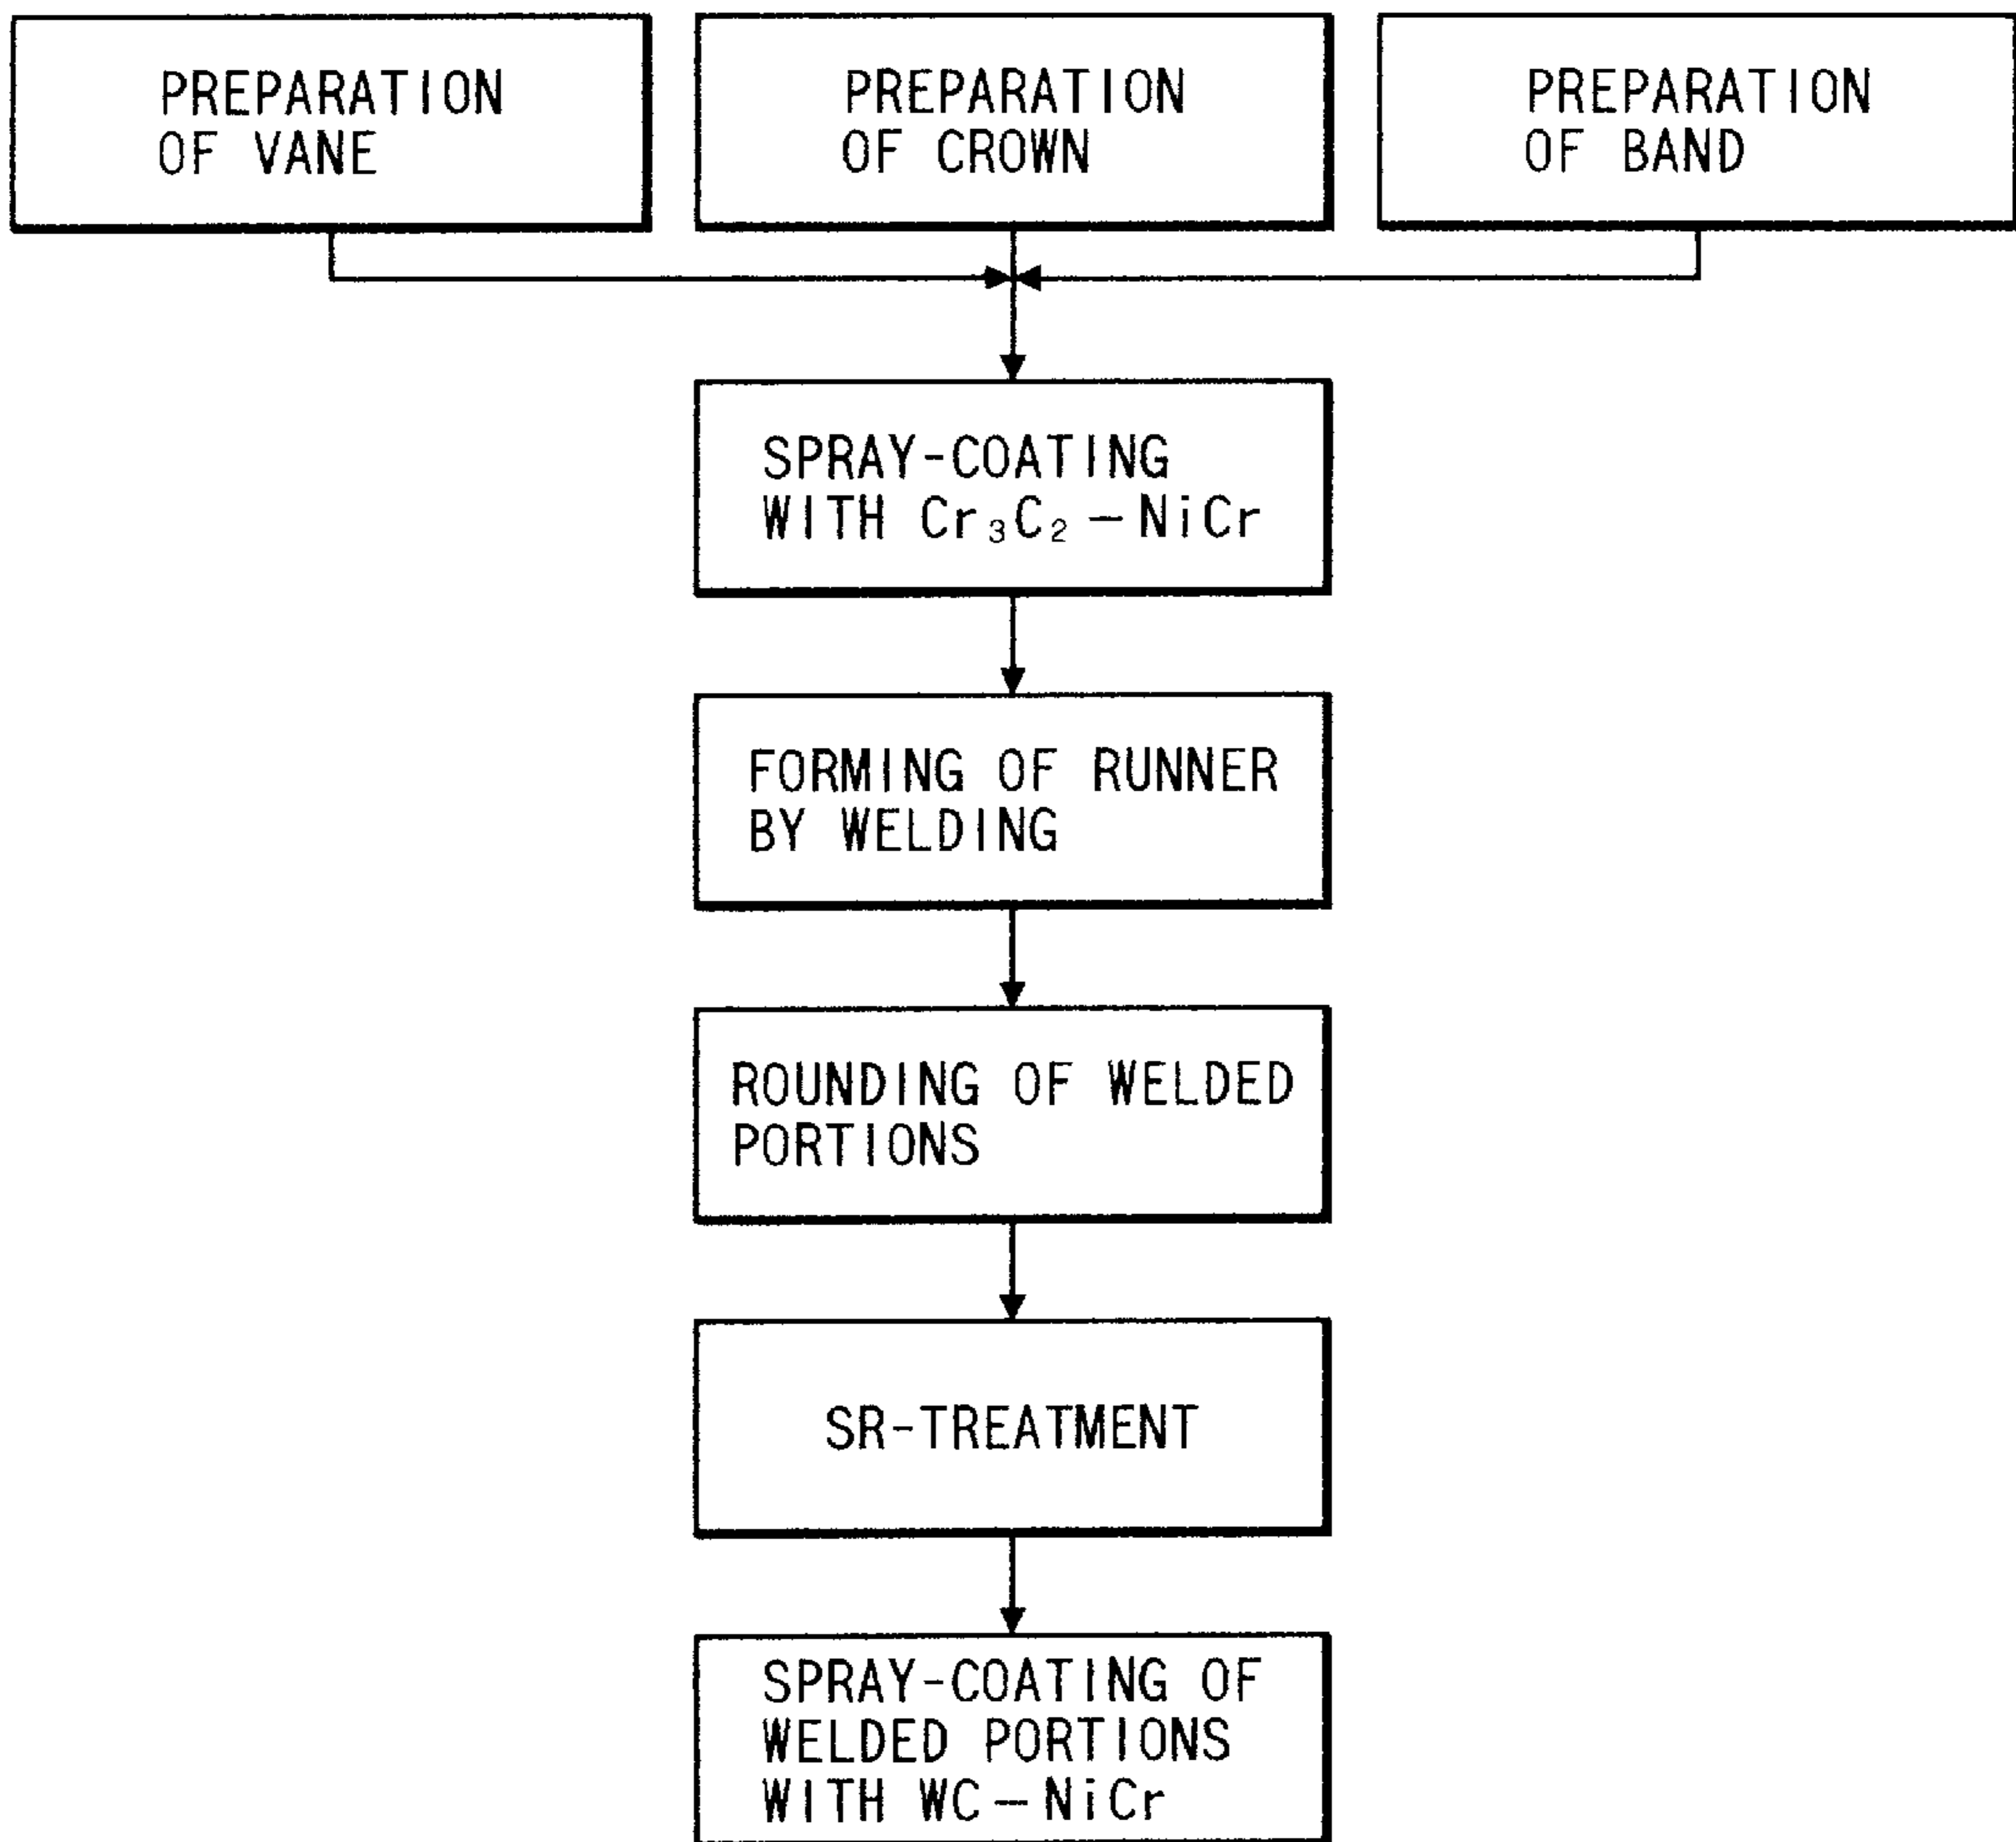 PREPARATION
OF VANE
PREPARATION
OF CROWN
PREPARATION
OF BAND
SPRAY-COATING
WITH Cr₃C₂-NiCr
FORMING OF RUNNER
BY WELDING
ROUNDING OF WELDED
PORTIONS
SR-TREATMENT
SPRAY-COATING OF
WELDED PORTIONS
WITH WC-NiCr